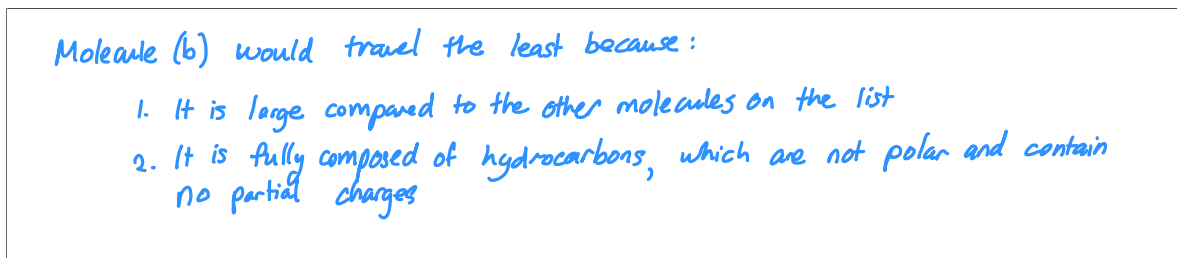 Molecule (b) would travel the least because:
1. It is large compared to the other molecules on the list
2. It is fully composed of hydrocarbons, which are not polar and contain
no partial charges